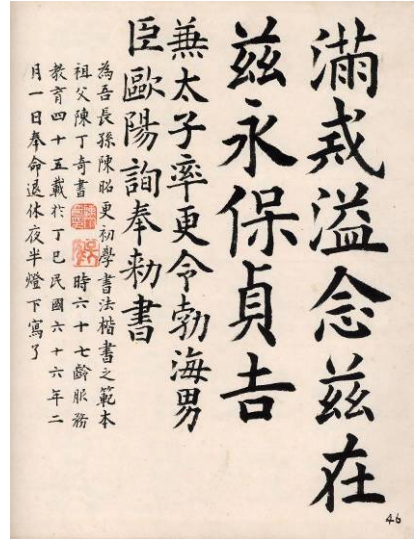 滿戒溢念茲在
茲永保貞吉
兼太子率更令勃海男
臣歐陽詢奉勅書
為吾長孫陳昭更初學書法楷書之範本
祖父陳丁奇書 時六十七齡服務
教育四十五載於丁巳民國六十六年二
月一日奉命退休夜半燈下寫了
46